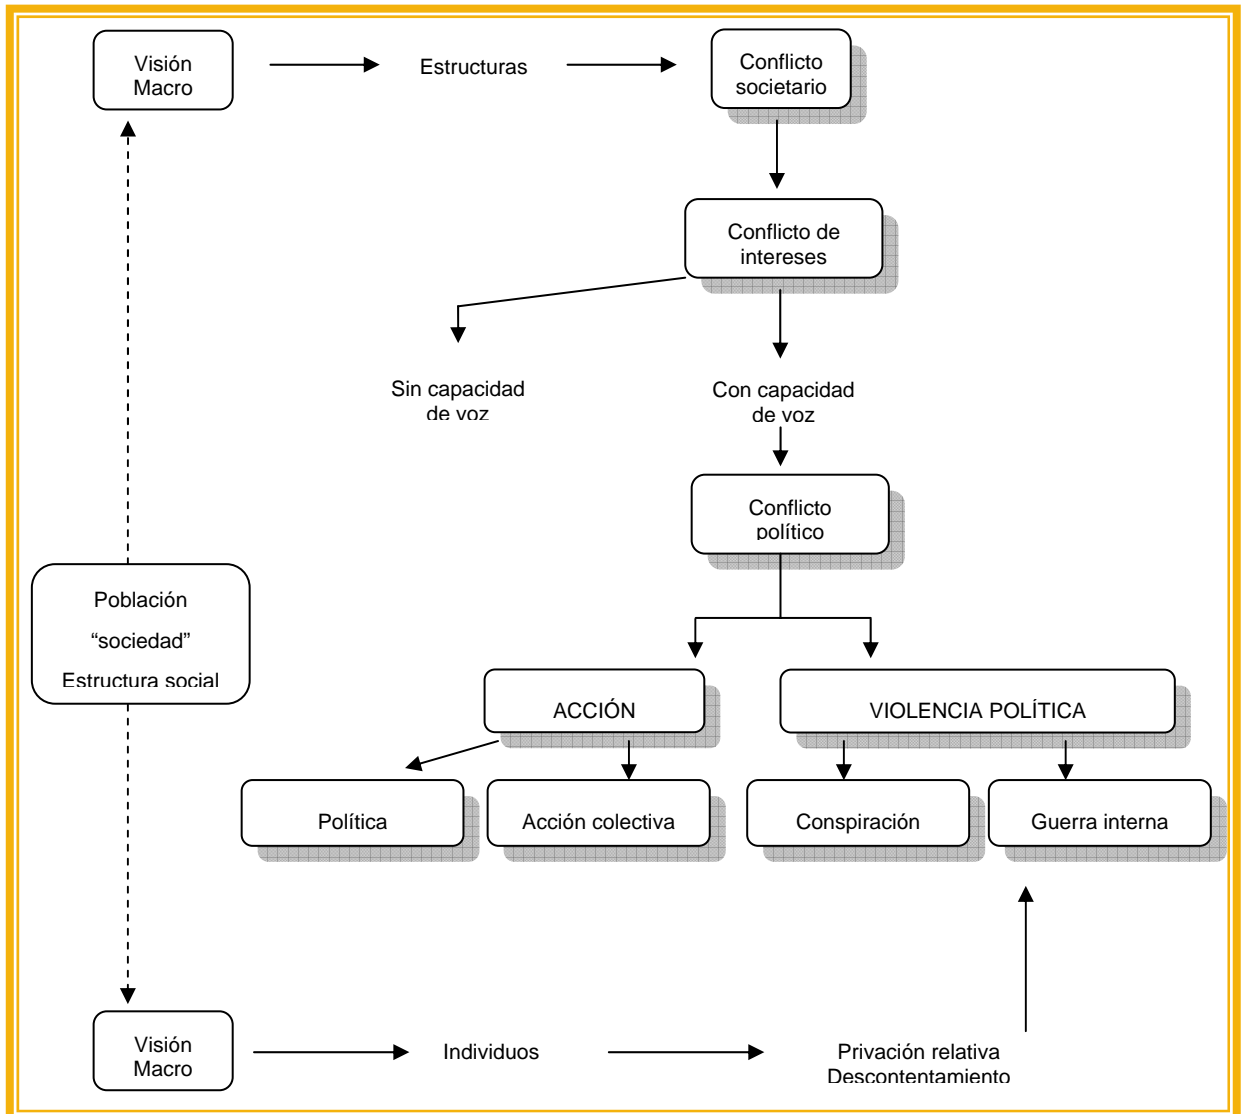 Visión
Macro
Estructuras
Conflicto
societario
Conflicto de
intereses
Sin capacidad
de voz
Con capacidad
de voz
Conflicto
político
Población
“sociedad”
Estructura social
ACCIÓN
VIOLENCIA POLÍTICA
Política
Acción colectiva
Conspiración
Guerra interna
Visión
Macro
Individuos
Privación relativa
Descontentamiento